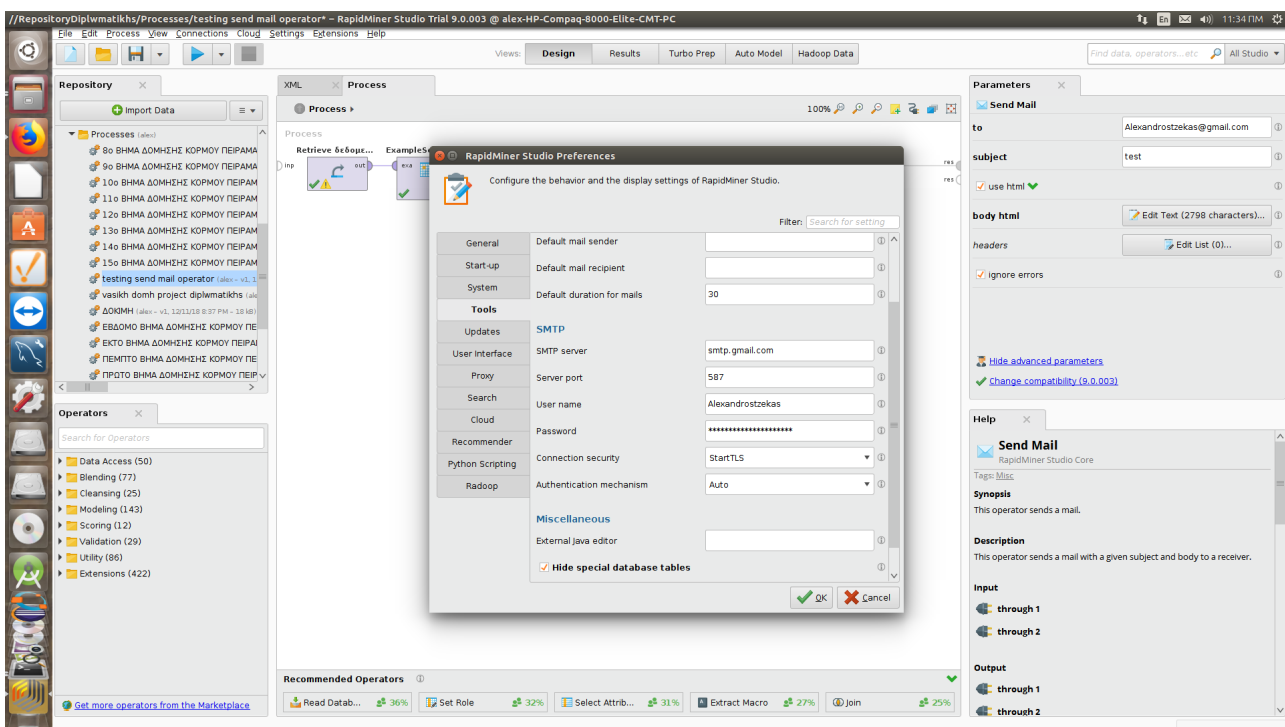 //RepositoryDiplwmatikhs/Processes/testing send mail operator* – RapidMiner Studio Trial 9.0.003 @ alex-HP-Compaq-8000-Elite-CMT-PC
En
11:34 ΠΜ
File Edit Process View Connections Cloud Settings Extensions Help
Views:
Design
Results
Turbo Prep
Auto Model
Hadoop Data
Find data, operators...etc
All Studio
Repository
Import Data
Processes (alex)
8ο ΒΗΜΑ ΔΟΜΗΣΗΣ ΚΟΡΜΟΥ ΠΕΙΡΑΜΑ
9ο ΒΗΜΑ ΔΟΜΗΣΗΣ ΚΟΡΜΟΥ ΠΕΙΡΑΜΑ
10ο ΒΗΜΑ ΔΟΜΗΣΗΣ ΚΟΡΜΟΥ ΠΕΙΡΑΜ
11ο ΒΗΜΑ ΔΟΜΗΣΗΣ ΚΟΡΜΟΥ ΠΕΙΡΑΜ
12ο ΒΗΜΑ ΔΟΜΗΣΗΣ ΚΟΡΜΟΥ ΠΕΙΡΑΜ
13ο ΒΗΜΑ ΔΟΜΗΣΗΣ ΚΟΡΜΟΥ ΠΕΙΡΑΜ
14ο ΒΗΜΑ ΔΟΜΗΣΗΣ ΚΟΡΜΟΥ ΠΕΙΡΑΜ
15ο ΒΗΜΑ ΔΟΜΗΣΗΣ ΚΟΡΜΟΥ ΠΕΙΡΑΜ
testing send mail operator (alex – v1, 1
vasikh domh project diplwmatikhs (ale
ΔΟΚΙΜΗ (alex – v1, 12/11/18 8:37 PM – 18 kB)
ΕΒΔΟΜΟ ΒΗΜΑ ΔΟΜΗΣΗΣ ΚΟΡΜΟΥ ΠΕ
ΕΚΤΟ ΒΗΜΑ ΔΟΜΗΣΗΣ ΚΟΡΜΟΥ ΠΕΙΡΑΙ
ΠΕΜΠΤΟ ΒΗΜΑ ΔΟΜΗΣΗΣ ΚΟΡΜΟΥ ΠΕ
ΠΡΩΤΟ ΒΗΜΑ ΔΟΜΗΣΗΣ ΚΟΡΜΟΥ ΠΕΙΡ
Operators
Search for Operators
Data Access (50)
Blending (77)
Cleansing (25)
Modeling (143)
Scoring (12)
Validation (29)
Utility (86)
Extensions (422)
Get more operators from the Marketplace
XML
Process
Process
100%
Process
Retrieve δεδομε...
ExampleSe
inp
out
exa
res
res
RapidMiner Studio Preferences
Configure the behavior and the display settings of RapidMiner Studio.
Filter: Search for setting
General
Start-up
System
Tools
Updates
User Interface
Proxy
Search
Cloud
Recommender
Python Scripting
Radoop
Default mail sender
Default mail recipient
Default duration for mails 30
SMTP
SMTP server smtp.gmail.com
Server port 587
User name Alexandrostzekas
Password ********************
Connection security StartTLS
Authentication mechanism Auto
Miscellaneous
External Java editor
Hide special database tables
OK
Cancel
Recommended Operators
Read Datab... 36%
Set Role 32%
Select Attrib... 31%
Extract Macro 27%
Join 25%
Parameters
Send Mail
to Alexandrostzekas@gmail.com
subject test
use html
body html Edit Text (2798 characters)...
headers Edit List (0)...
ignore errors
Hide advanced parameters
Change compatibility (9.0.003)
Help
Send Mail
RapidMiner Studio Core
Tags: Misc
Synopsis
This operator sends a mail.
Description
This operator sends a mail with a given subject and body to a receiver.
Input
through 1
through 2
Output
through 1
through 2